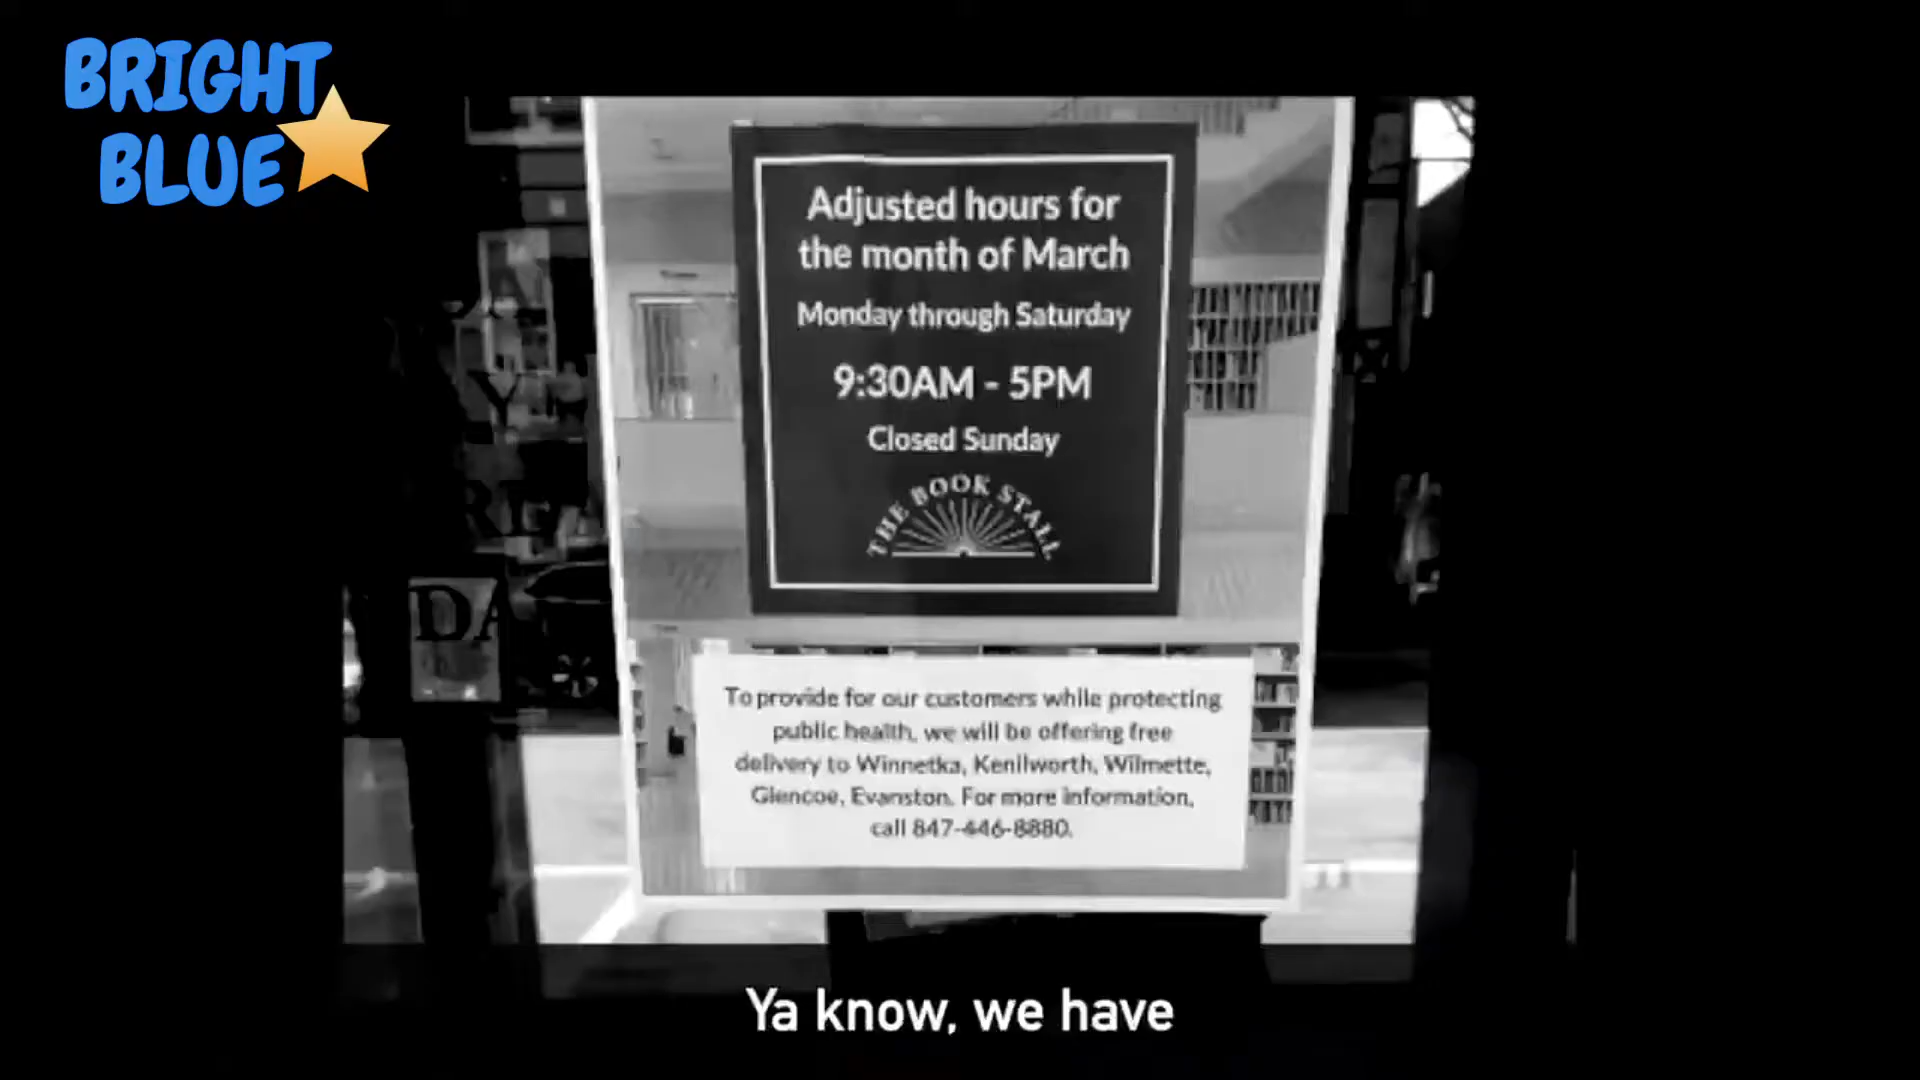 BRIGHT
BLUE
Adjusted hours for
the month of March
Monday through Saturday
9:30AM - 5PM
Closed Sunday
THE BOOK STALL
DA
To provide for our customers while protecting
public health, we will be offering free
delivery to Winnetka, Kenilworth, Wilmette,
Glencoe, Evanston. For more information,
call 847-446-8880.
Ya know, we have